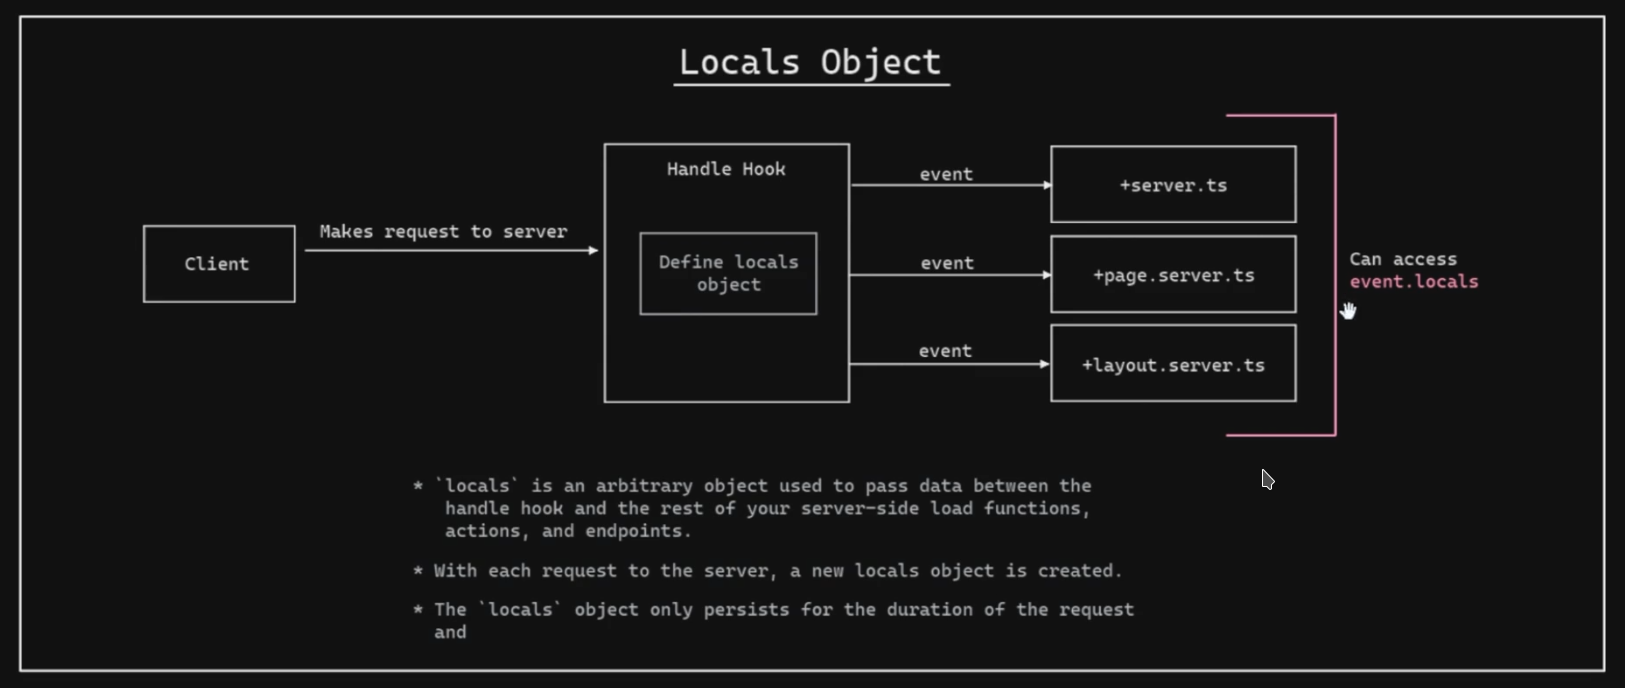 Locals Object
Client
Makes request to server
Handle Hook
Define locals
object
event
+server.ts
event
+page.server.ts
event
+layout.server.ts
Can access
event.locals
* `locals` is an arbitrary object used to pass data between the
handle hook and the rest of your server-side load functions,
actions, and endpoints.
* With each request to the server, a new locals object is created.
* The `locals` object only persists for the duration of the request
and